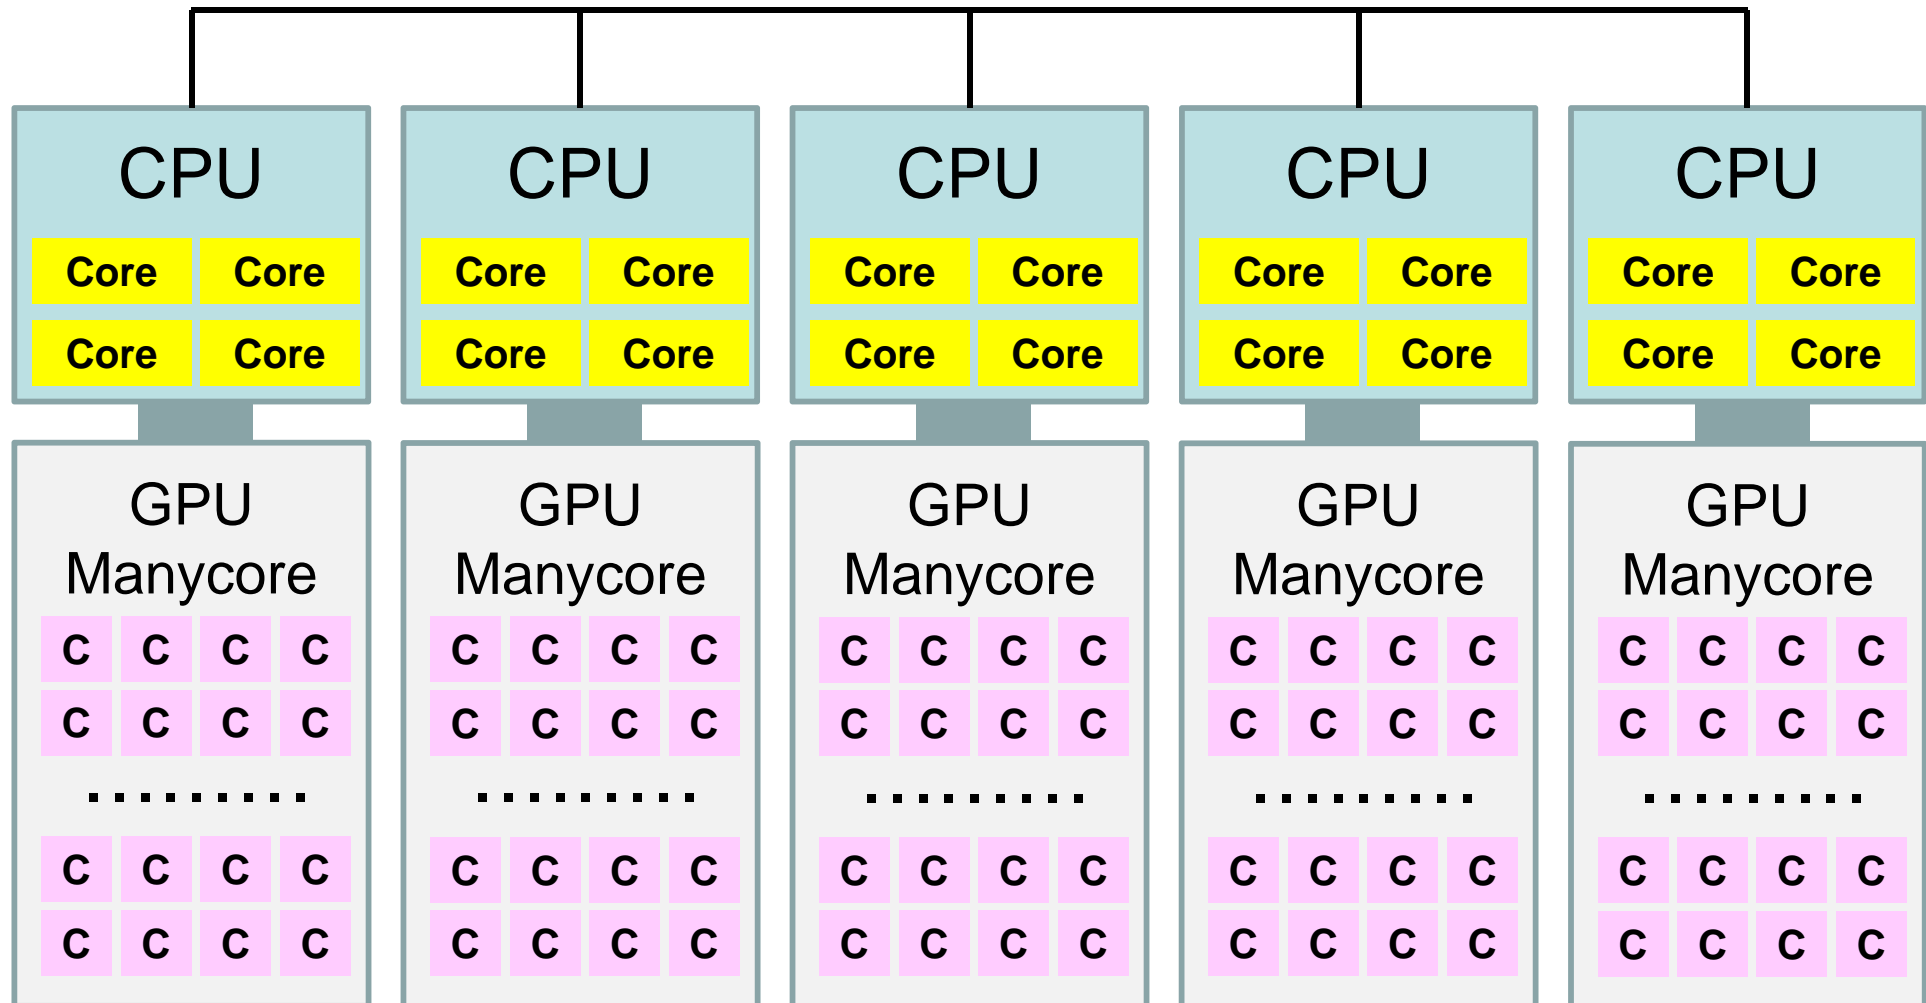 CPU CPU CPU CPU CPU
Core Core Core Core Core Core Core Core Core Core
Core Core Core Core Core Core Core Core Core Core
GPU GPU GPU GPU GPU
Manycore Manycore Manycore Manycore Manycore
C C C C C C C C C C C C C C C C C C C C
C C C C C C C C C C C C C C C C C C C C
......... ......... ......... ......... .........
C C C C C C C C C C C C C C C C C C C C
C C C C C C C C C C C C C C C C C C C C